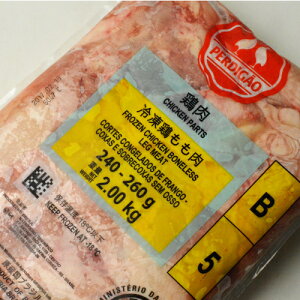 PERDIGÃO
鶏肉
CHICKEN PARTS
冷凍鶏もも肉
FROZEN CHICKEN BONELESS
LEG MEAT
CORTES CONGELADOS DE FRANGO -
COXAS E SOBRECOXAS SEM OSSO
240 - 260 g
2.00 kg
B
5
KEEP FROZEN AT
MINISTÉRIO DA